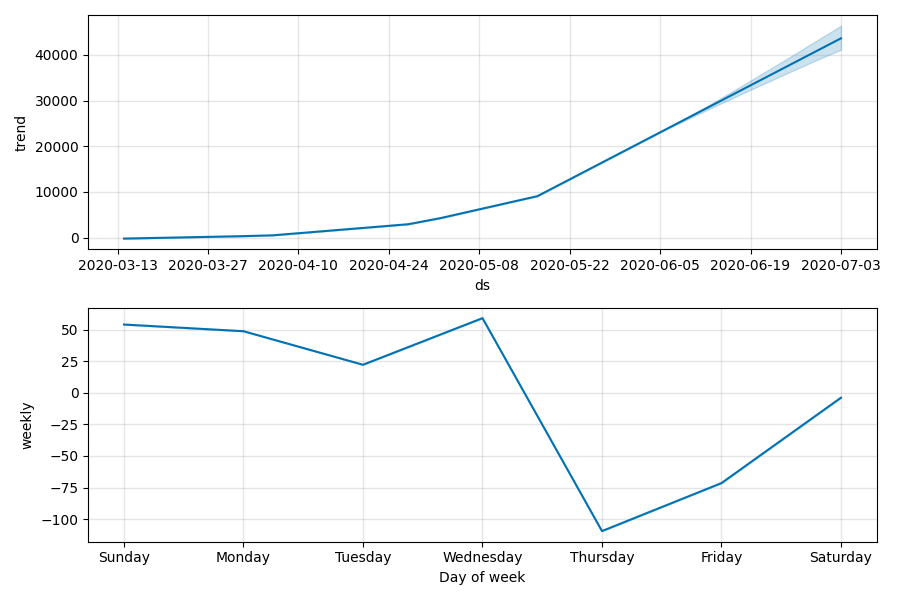 40000
30000
20000
10000
0
trend
2020-03-13 2020-03-27 2020-04-10 2020-04-24 2020-05-08 2020-05-22 2020-06-05 2020-06-19 2020-07-03
ds
50
25
0
−25
−50
−75
−100
weekly
Sunday Monday Tuesday Wednesday Thursday Friday Saturday
Day of week